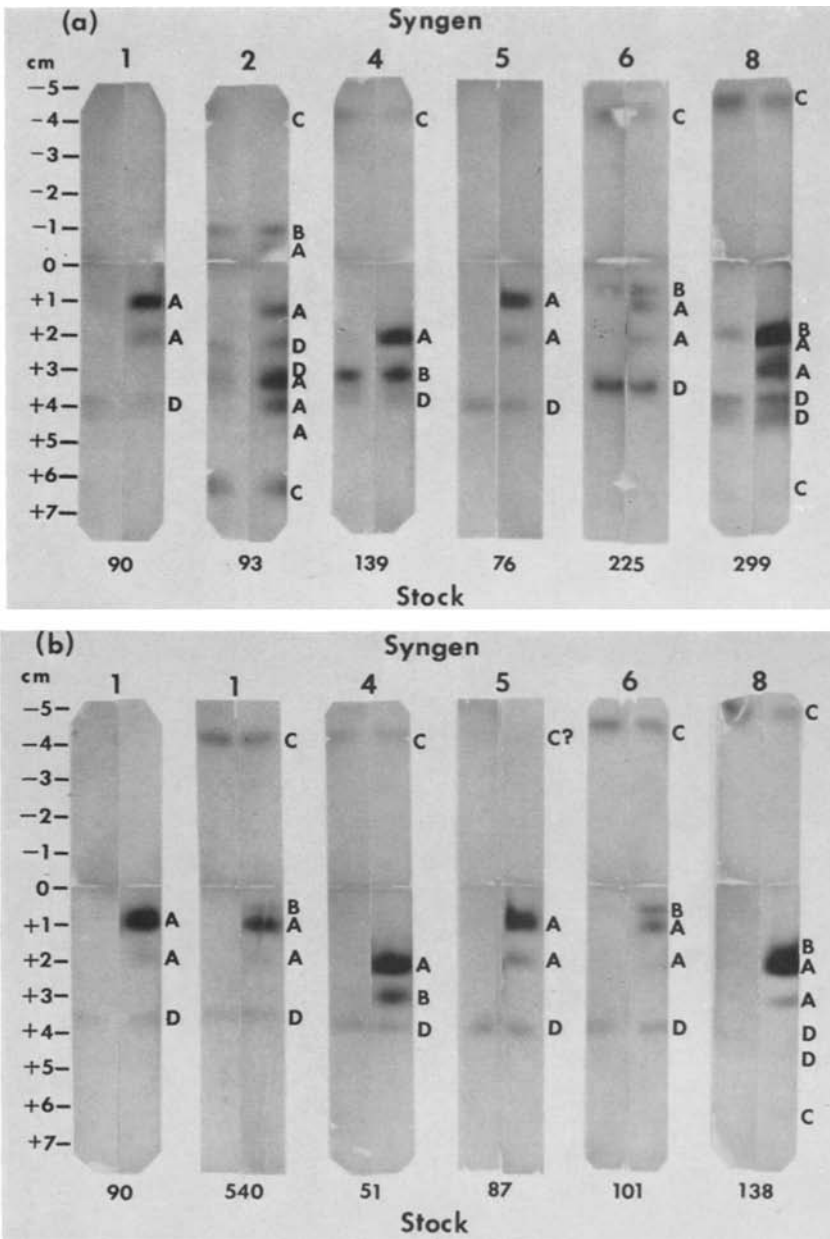 (a) Syngen
cm 1 2 4 5 6 8
−5 C
−4 C C C
−3
−2
−1 B
A
0
+1 A A B
A A
+2 A D A A A B
A
+3 D B D A
A
+4 D A D D D
D
+5 A
+6 C C
+7
90 93 139 76 225 299
Stock
(b) Syngen
cm 1 1 4 5 6 8
−5 C
−4 C C C? C
−3
−2
−1
0
B B
+1 A A A A
+2 A A A A A B
A
+3 B A
+4 D D D D D D
+5 D
+6 C
+7
90 540 51 87 101 138
Stock